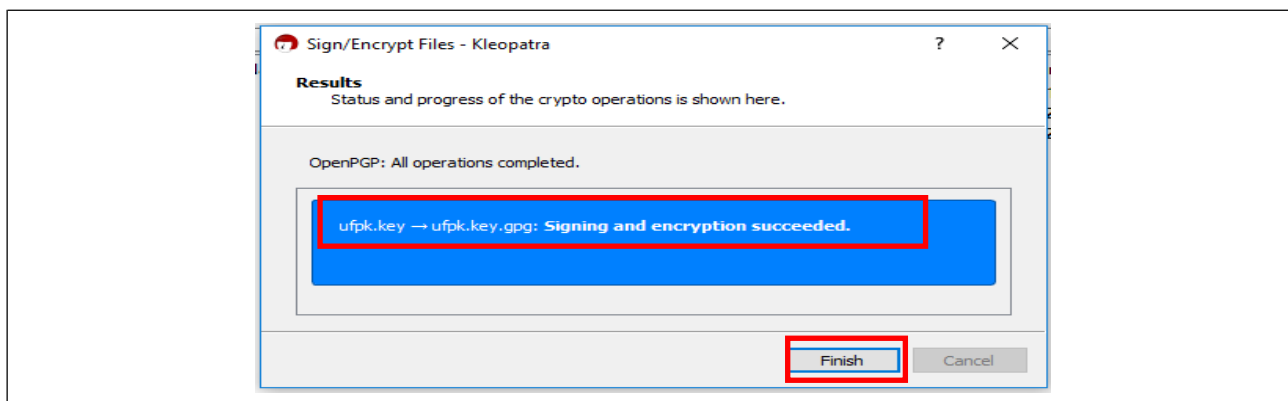 Sign/Encrypt Files - Kleopatra ? ×
Results
Status and progress of the crypto operations is shown here.
OpenPGP: All operations completed.
ufpk.key → ufpk.key.gpg: Signing and encryption succeeded.
Finish Cancel